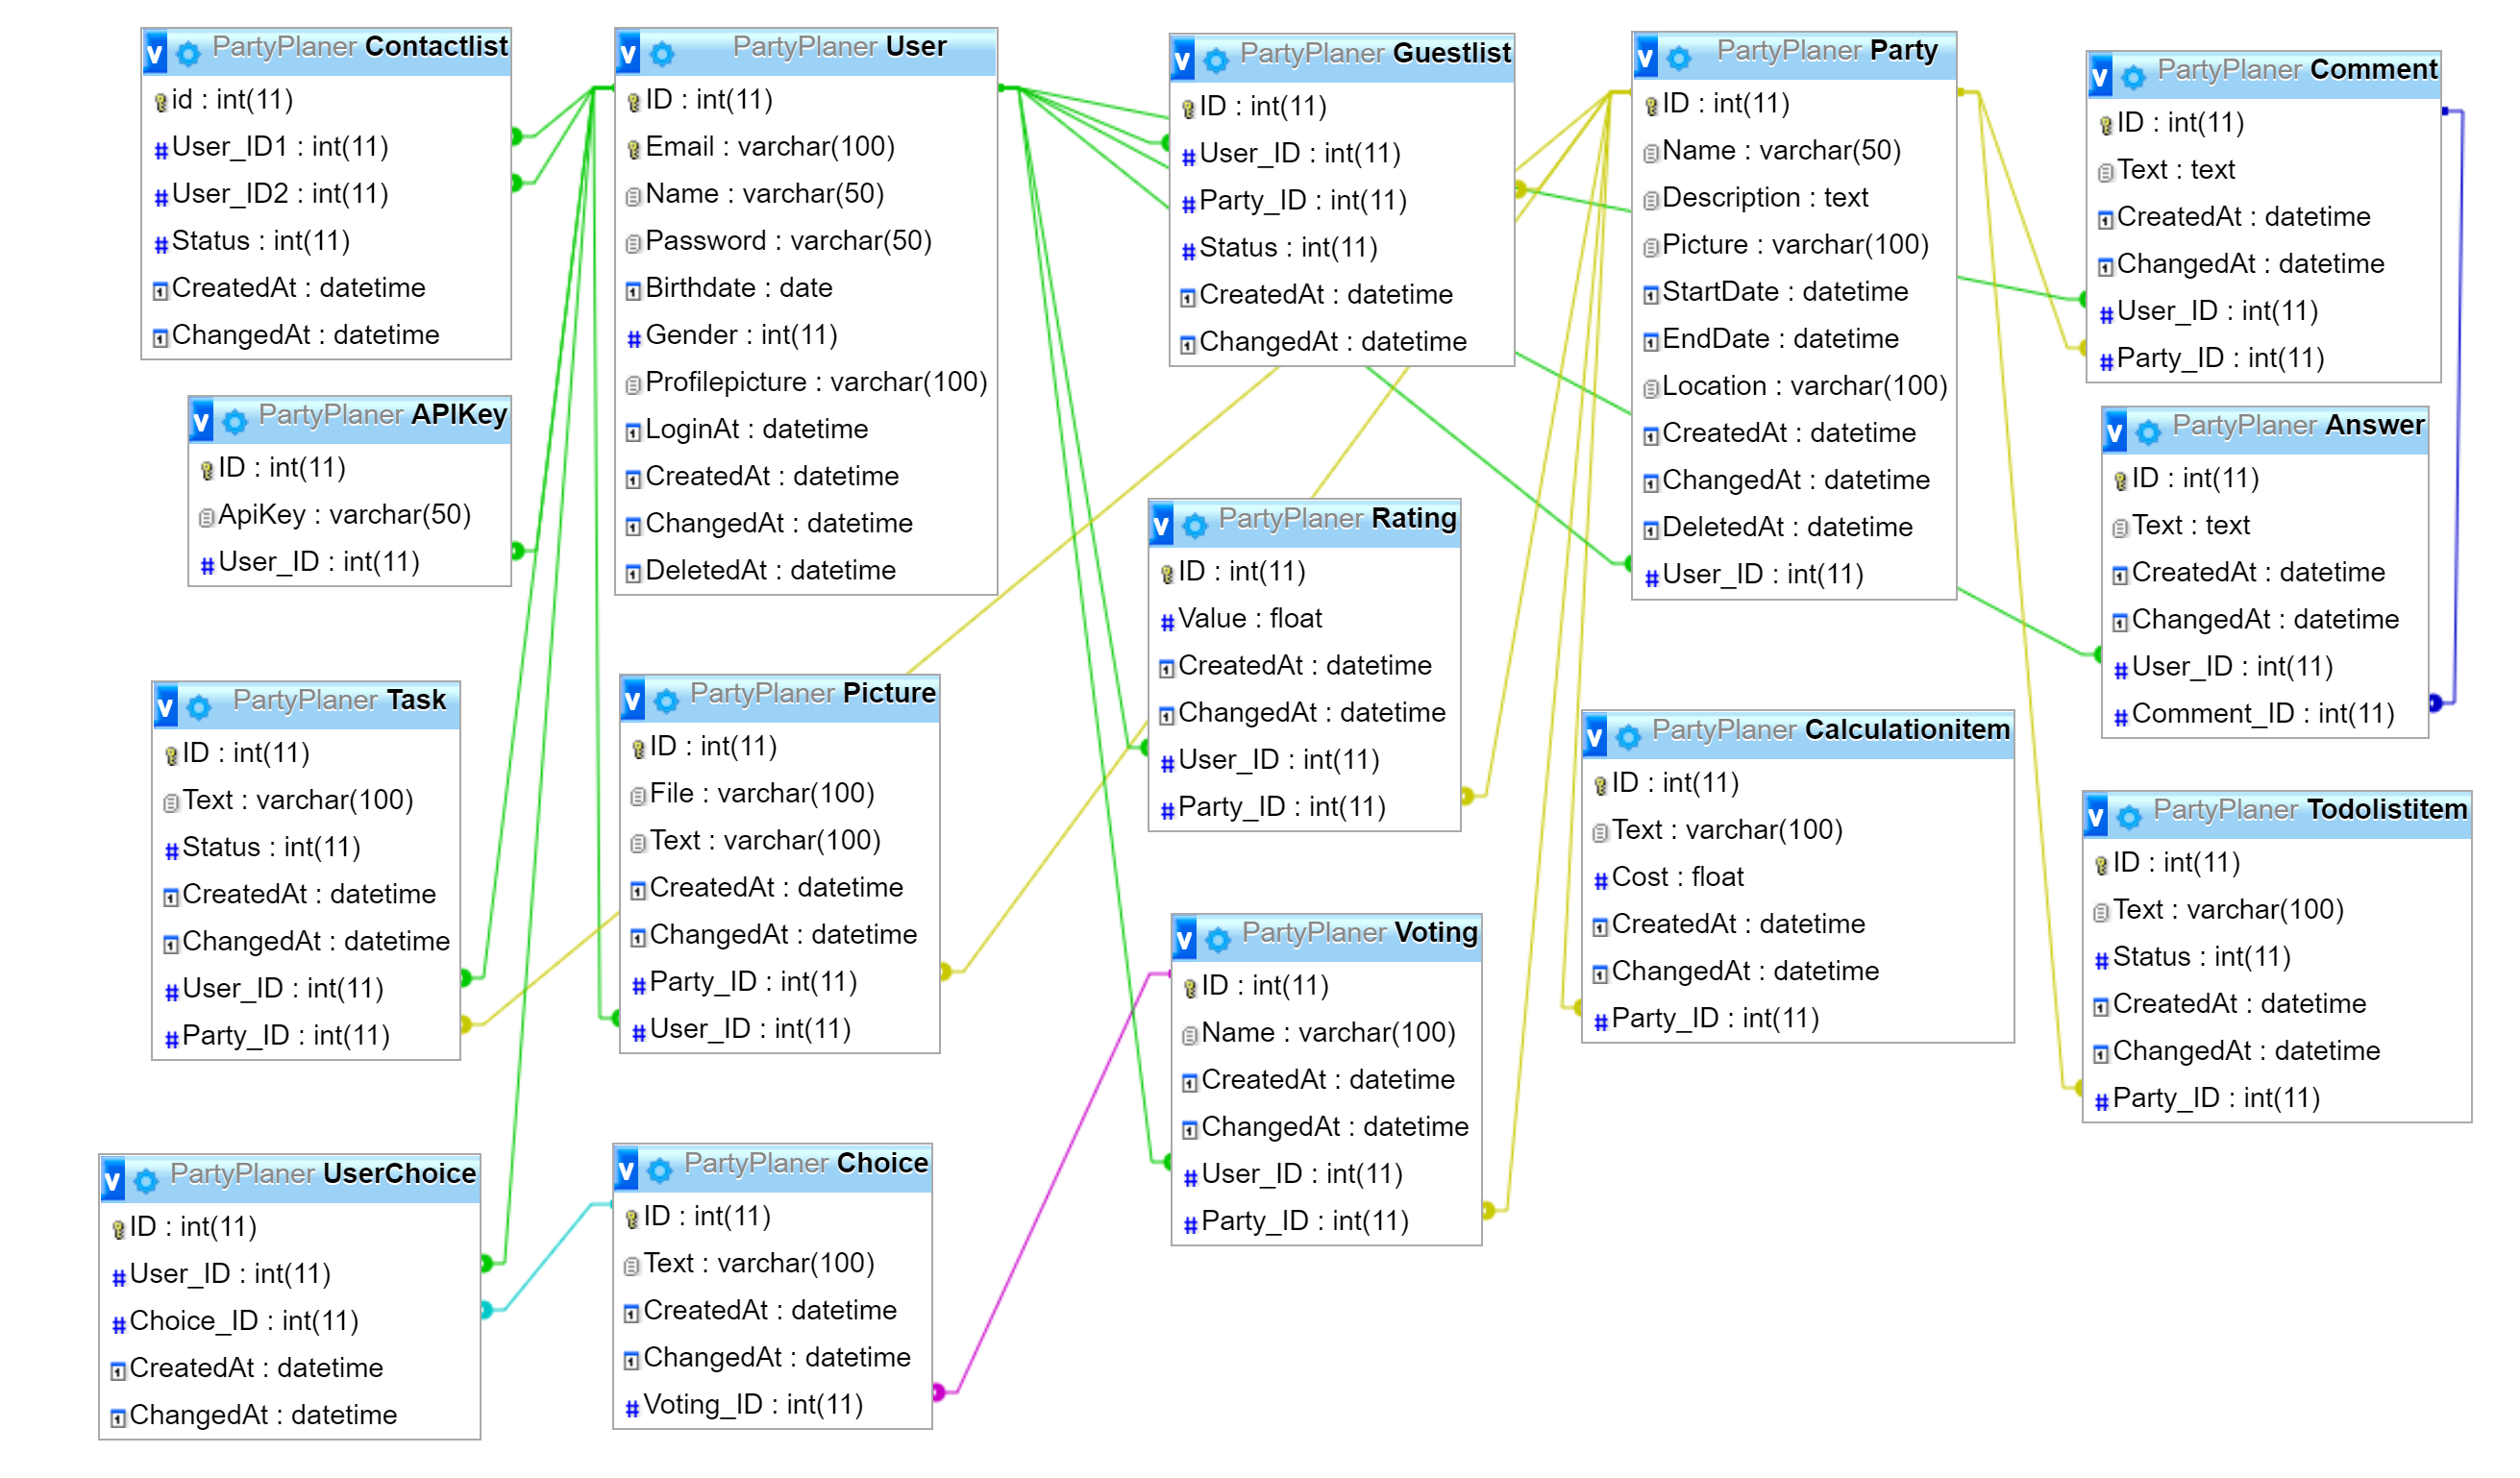 PartyPlaner Contactlist
id : int(11)
User_ID1 : int(11)
User_ID2 : int(11)
Status : int(11)
CreatedAt : datetime
ChangedAt : datetime
PartyPlaner User
ID : int(11)
Email : varchar(100)
Name : varchar(50)
Password : varchar(50)
Birthdate : date
Gender : int(11)
Profilepicture : varchar(100)
LoginAt : datetime
CreatedAt : datetime
ChangedAt : datetime
DeletedAt : datetime
PartyPlaner Guestlist
ID : int(11)
User_ID : int(11)
Party_ID : int(11)
Status : int(11)
CreatedAt : datetime
ChangedAt : datetime
PartyPlaner Party
ID : int(11)
Name : varchar(50)
Description : text
Picture : varchar(100)
StartDate : datetime
EndDate : datetime
Location : varchar(100)
CreatedAt : datetime
ChangedAt : datetime
DeletedAt : datetime
User_ID : int(11)
PartyPlaner Comment
ID : int(11)
Text : text
CreatedAt : datetime
ChangedAt : datetime
User_ID : int(11)
Party_ID : int(11)
PartyPlaner APIKey
ID : int(11)
ApiKey : varchar(50)
User_ID : int(11)
PartyPlaner Answer
ID : int(11)
Text : text
CreatedAt : datetime
ChangedAt : datetime
User_ID : int(11)
Comment_ID : int(11)
PartyPlaner Rating
ID : int(11)
Value : float
CreatedAt : datetime
ChangedAt : datetime
User_ID : int(11)
Party_ID : int(11)
PartyPlaner Task
ID : int(11)
Text : varchar(100)
Status : int(11)
CreatedAt : datetime
ChangedAt : datetime
User_ID : int(11)
Party_ID : int(11)
PartyPlaner Picture
ID : int(11)
File : varchar(100)
Text : varchar(100)
CreatedAt : datetime
ChangedAt : datetime
Party_ID : int(11)
User_ID : int(11)
PartyPlaner Calculationitem
ID : int(11)
Text : varchar(100)
Cost : float
CreatedAt : datetime
ChangedAt : datetime
Party_ID : int(11)
PartyPlaner Todolistitem
ID : int(11)
Text : varchar(100)
Status : int(11)
CreatedAt : datetime
ChangedAt : datetime
Party_ID : int(11)
PartyPlaner Voting
ID : int(11)
Name : varchar(100)
CreatedAt : datetime
ChangedAt : datetime
User_ID : int(11)
Party_ID : int(11)
PartyPlaner UserChoice
ID : int(11)
User_ID : int(11)
Choice_ID : int(11)
CreatedAt : datetime
ChangedAt : datetime
PartyPlaner Choice
ID : int(11)
Text : varchar(100)
CreatedAt : datetime
ChangedAt : datetime
Voting_ID : int(11)